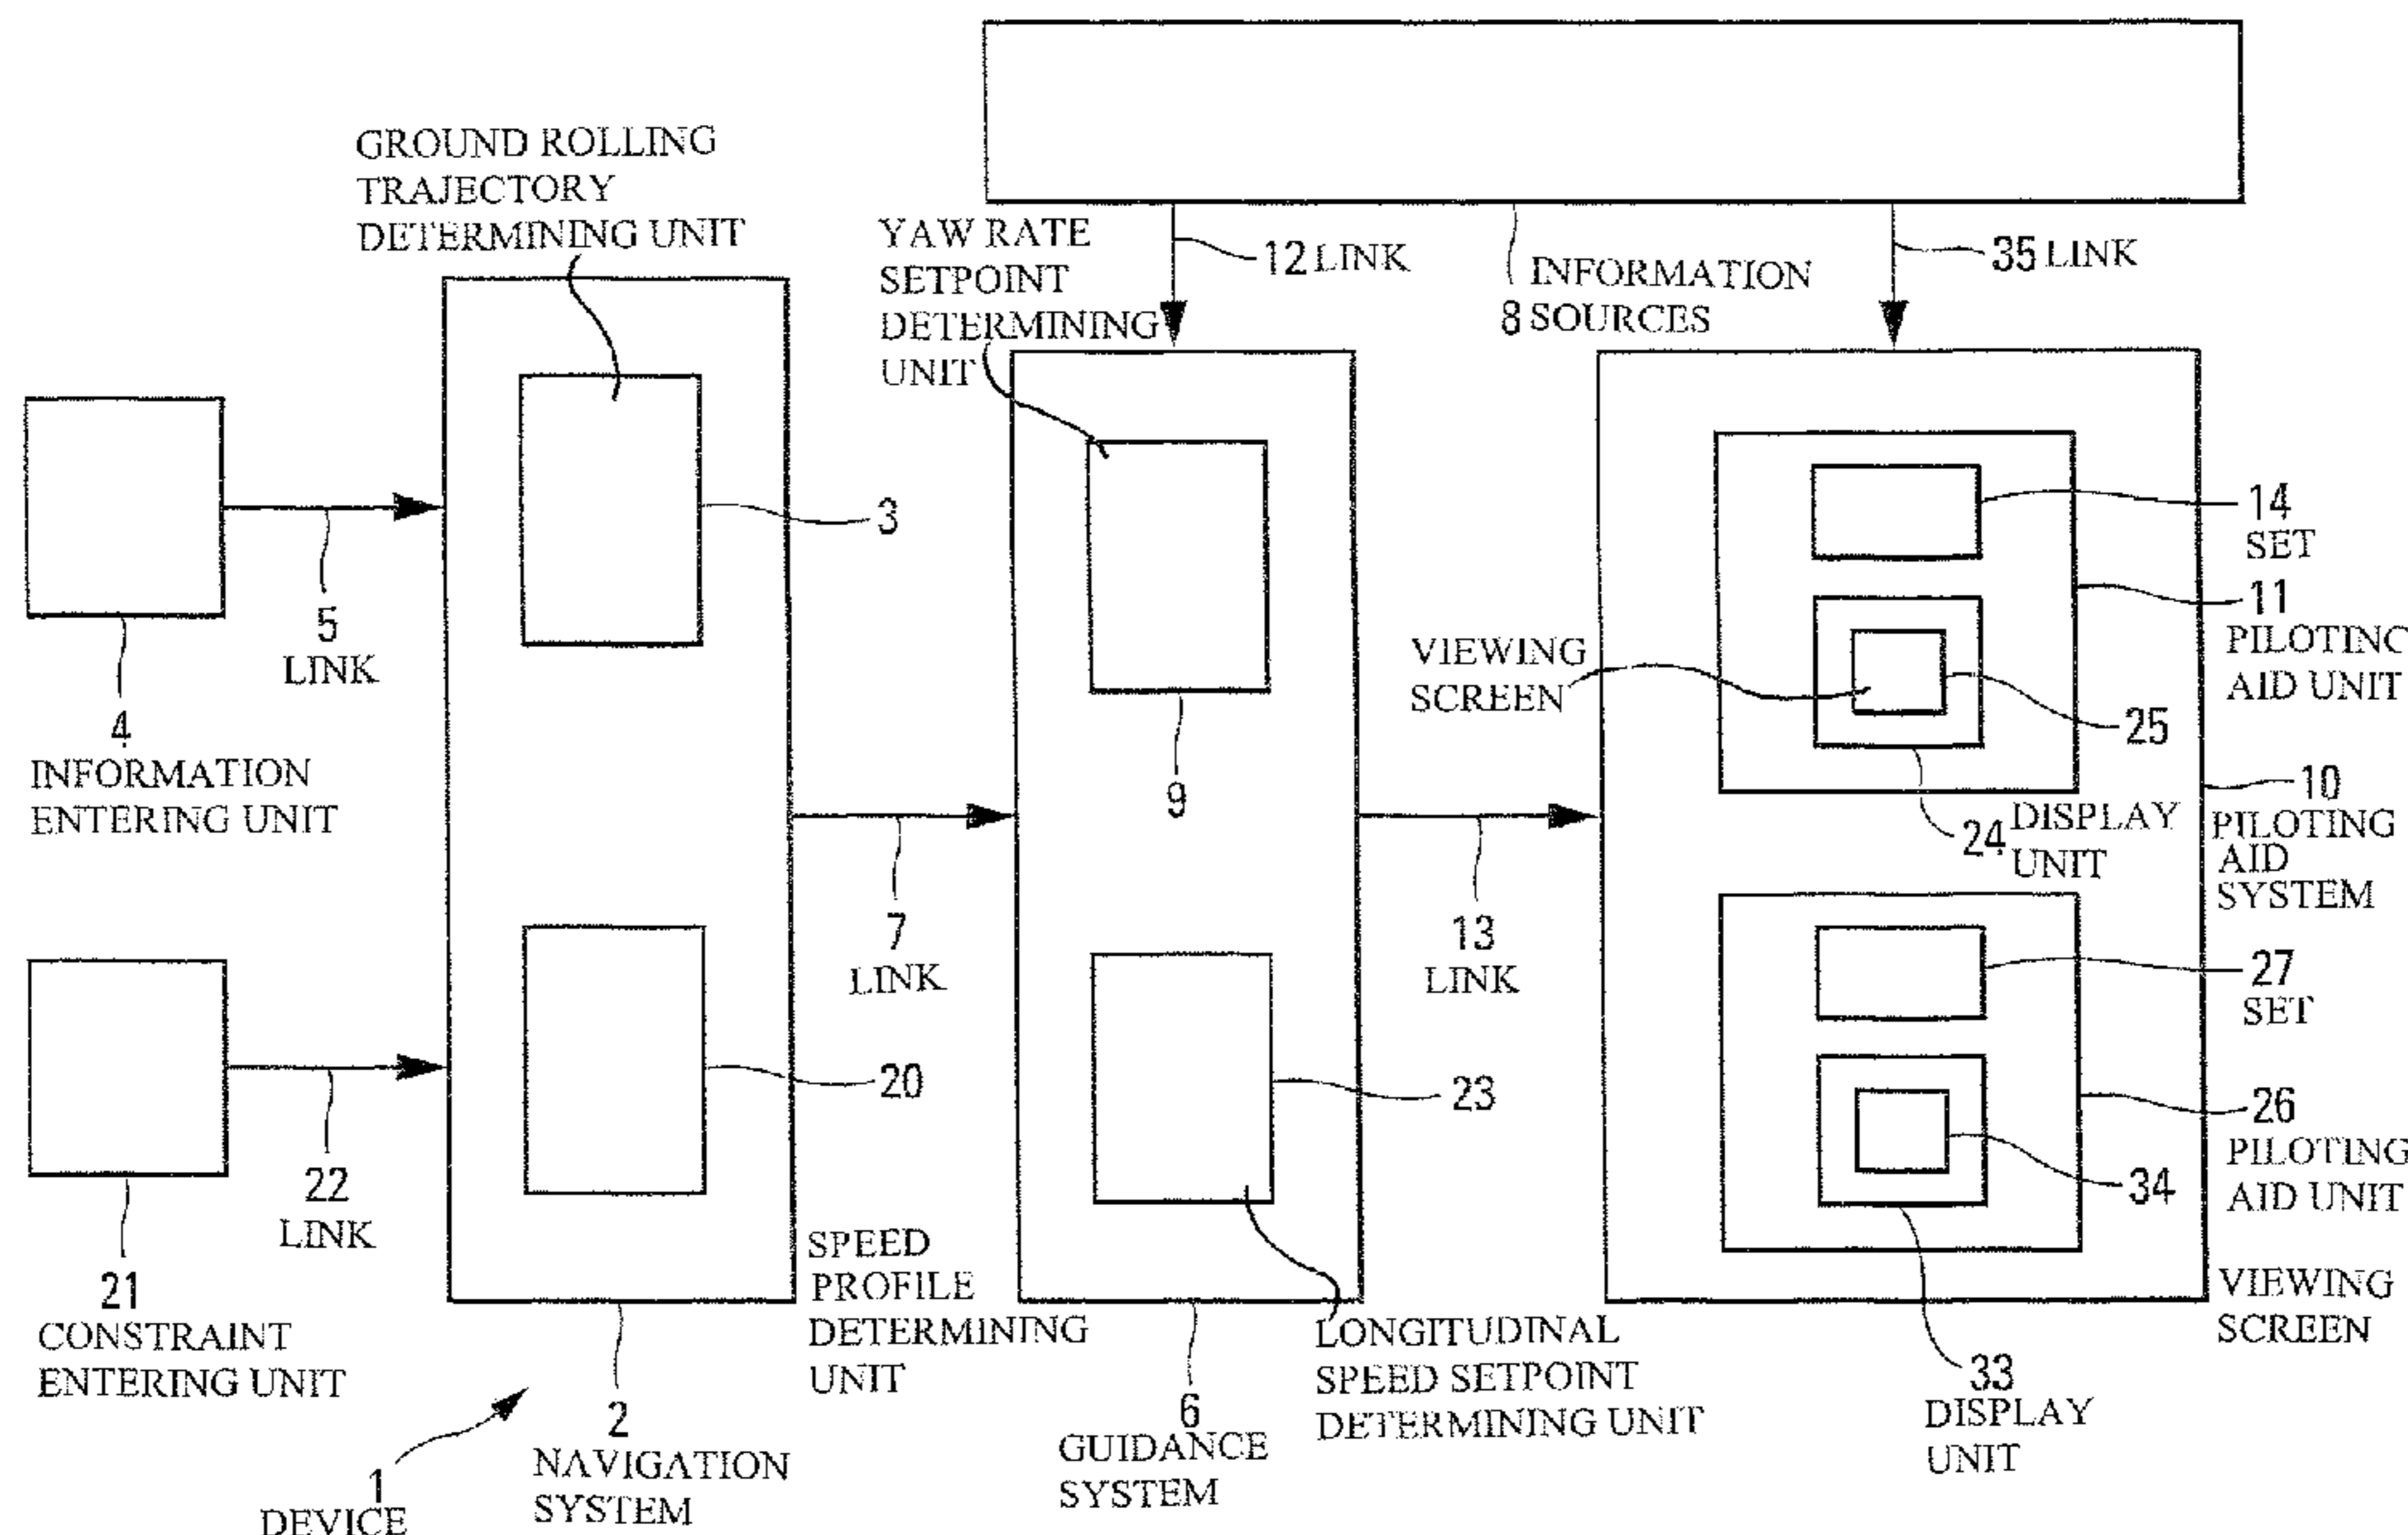 GROUND ROLLING
TRAJECTORY
DETERMINING UNIT
YAW RATE
SETPOINT
DETERMINING
UNIT
12 LINK
INFORMATION
8 SOURCES
35 LINK
3
5
LINK
4
INFORMATION
ENTERING UNIT
9
VIEWING
SCREEN
14
SET
11
PILOTING
AID UNIT
25
10
PILOTING
AID
SYSTEM
24 DISPLAY
UNIT
7
LINK
13
LINK
27
SET
20
23
26
PILOTING
AID UNIT
34
22
LINK
21
CONSTRAINT
ENTERING UNIT
SPEED
PROFILE
DETERMINING
UNIT
VIEWING
SCREEN
LONGITUDINAL
SPEED SETPOINT
DETERMINING UNIT
33
DISPLAY
UNIT
2
NAVIGATION
SYSTEM
6
GUIDANCE
SYSTEM
1
DEVICE